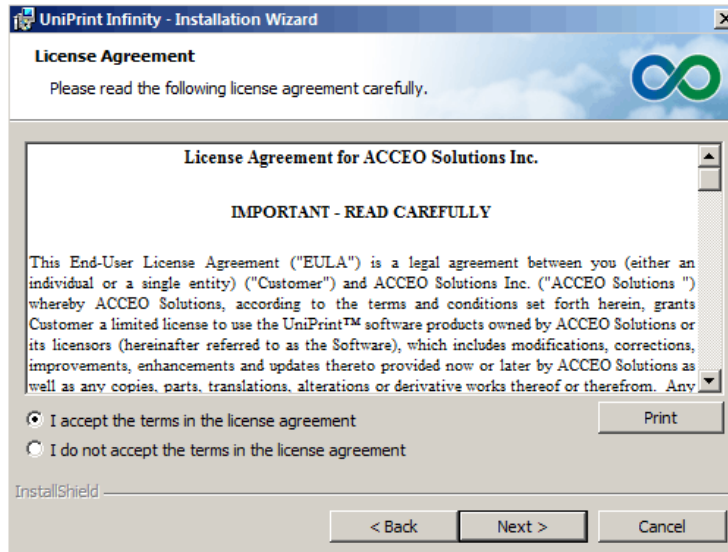 UniPrint Infinity - Installation Wizard
License Agreement
Please read the following license agreement carefully.
License Agreement for ACCEO Solutions Inc.
IMPORTANT - READ CAREFULLY
This End-User License Agreement ("EULA") is a legal agreement between you (either an
individual or a single entity) ("Customer") and ACCEO Solutions Inc. ("ACCEO Solutions ")
whereby ACCEO Solutions, according to the terms and conditions set forth herein, grants
Customer a limited license to use the UniPrint™ software products owned by ACCEO Solutions or
its licensors (hereinafter referred to as the Software), which includes modifications, corrections,
improvements, enhancements and updates thereto provided now or later by ACCEO Solutions as
well as any copies, parts, translations, alterations or derivative works thereof or therefrom. Any
I accept the terms in the license agreement
Print
I do not accept the terms in the license agreement
InstallShield
< Back
Next >
Cancel